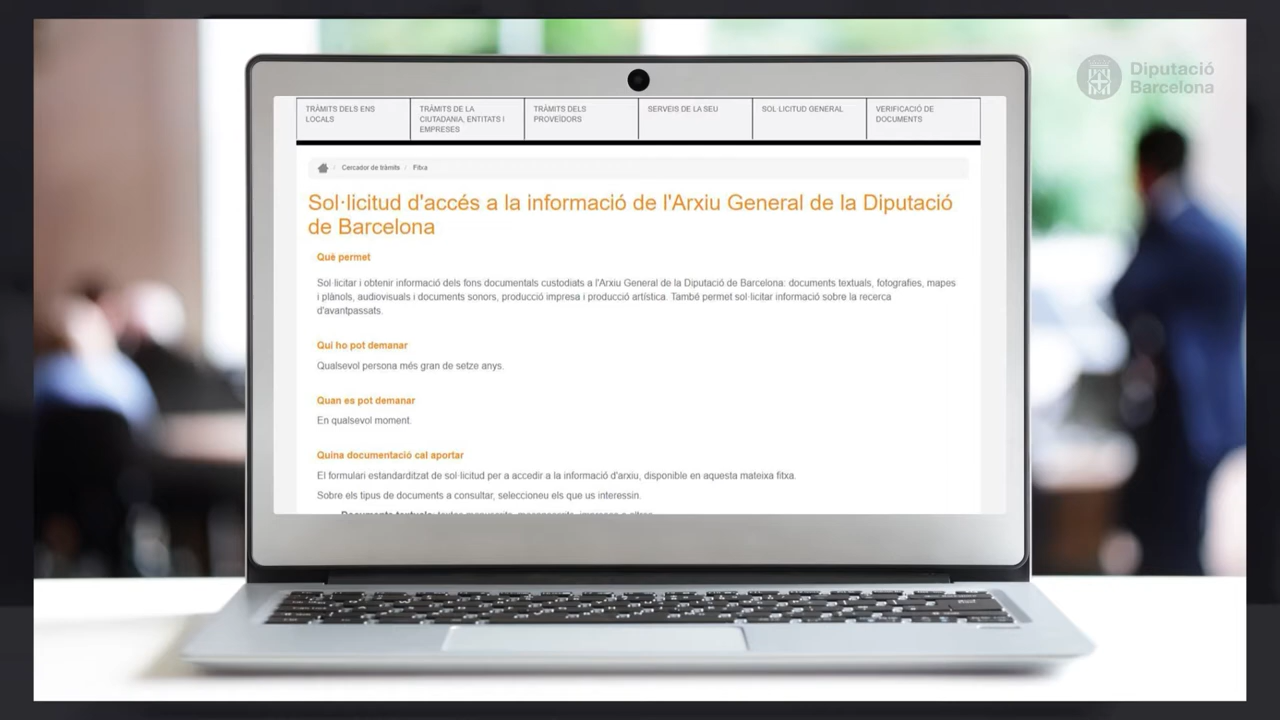 Diputació
Barcelona
TRÀMITS DELS ENS
LOCALS
TRÀMITS DE LA
CIUTADANIA, ENTITATS I
EMPRESES
TRÀMITS DELS
PROVEÏDORS
SERVEIS DE LA SEU
SOL·LICITUD GENERAL
VERIFICACIÓ DE
DOCUMENTS
Cercador de tràmits / Fitxa
Sol·licitud d'accés a la informació de l'Arxiu General de la Diputació
de Barcelona
Què permet
Sol·licitar i obtenir informació dels fons documentals custodiats a l'Arxiu General de la Diputació de Barcelona: documents textuals, fotografies, mapes
i plànols, audiovisuals i documents sonors, producció impresa i producció artística. També permet sol·licitar informació sobre la recerca
d'avantpassats.
Qui ho pot demanar
Qualsevol persona més gran de setze anys.
Quan es pot demanar
En qualsevol moment.
Quina documentació cal aportar
El formulari estandarditzat de sol·licitud per a accedir a la informació d'arxiu, disponible en aquesta mateixa fitxa.
Sobre els tipus de documents a consultar, seleccioneu els que us interessin.